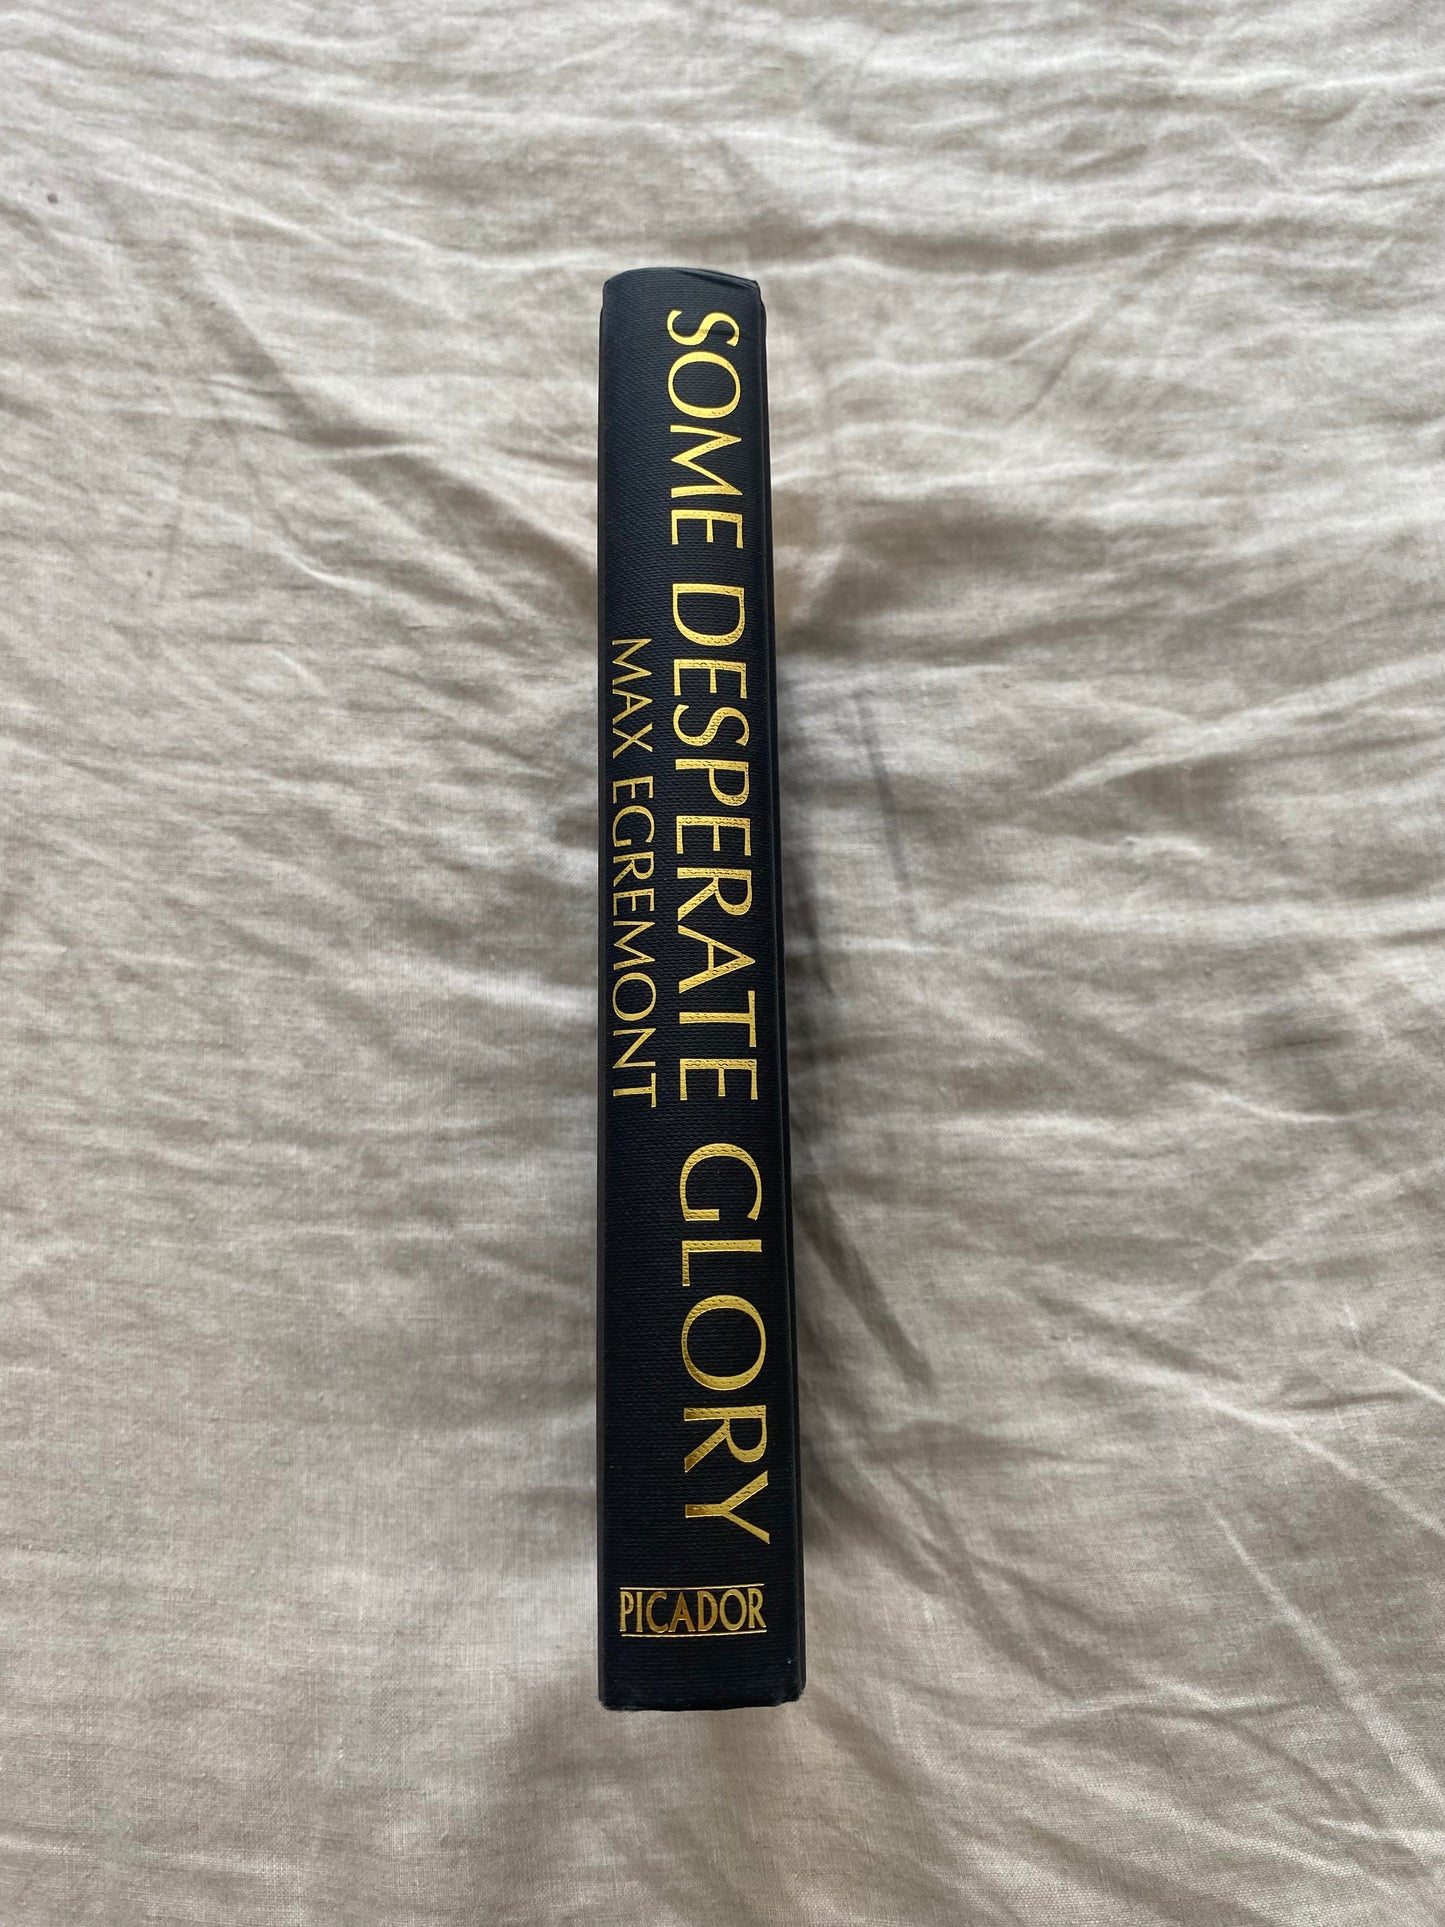 SOME DESPERATE GLORY
MAX EGREMONT
PICADOR